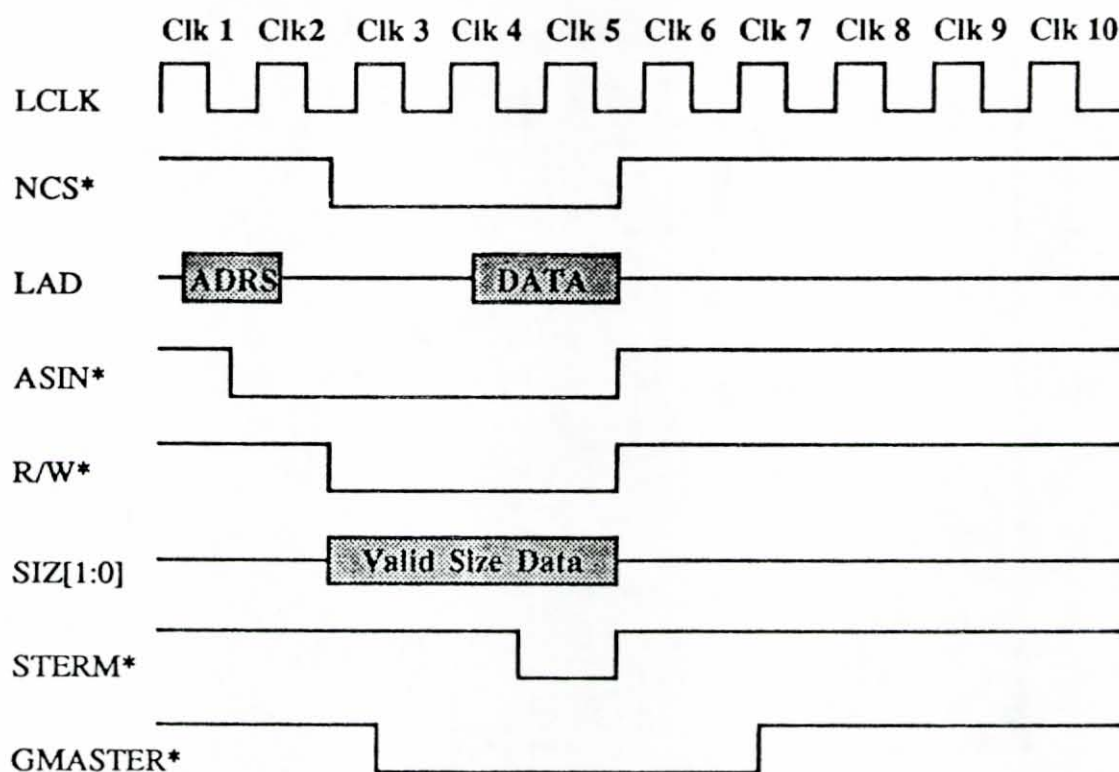 Clk 1 Clk2 Clk 3 Clk 4 Clk 5 Clk 6 Clk 7 Clk 8 Clk 9 Clk 10
LCLK
NCS*
LAD ADRS DATA
ASIN*
R/W*
SIZ[1:0] Valid Size Data
STERM*
GMASTER*